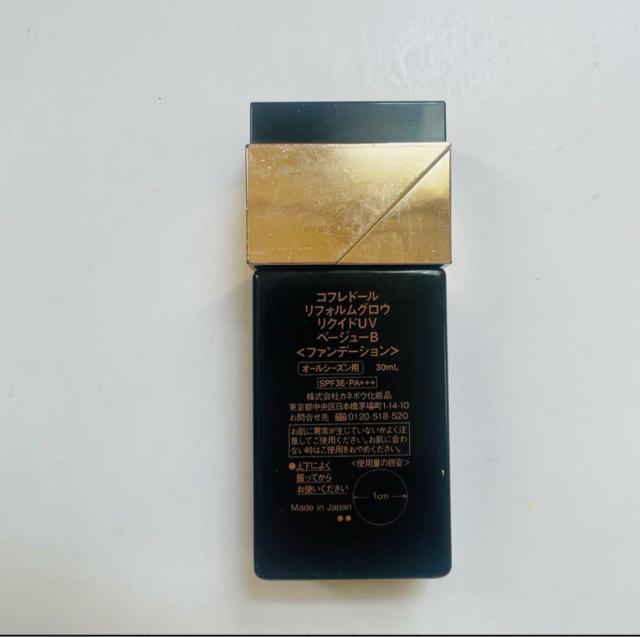 コフレドール
リフォルムグロウ
リクイドUV
ベージューB
<ファンデーション>
オールシーズン用 30mL
SPF36・PA+++
株式会社カネボウ化粧品
東京都中央区日本橋茅場町1-14-10
お問合せ先 0120-518-520
お肌に異常が生じていないかよく注
意してご使用ください。お肌に合わ
ない時はご使用をおやめください。
●上下によく <使用量の目安>
振ってから
お使いください
1cm
Made in Japan